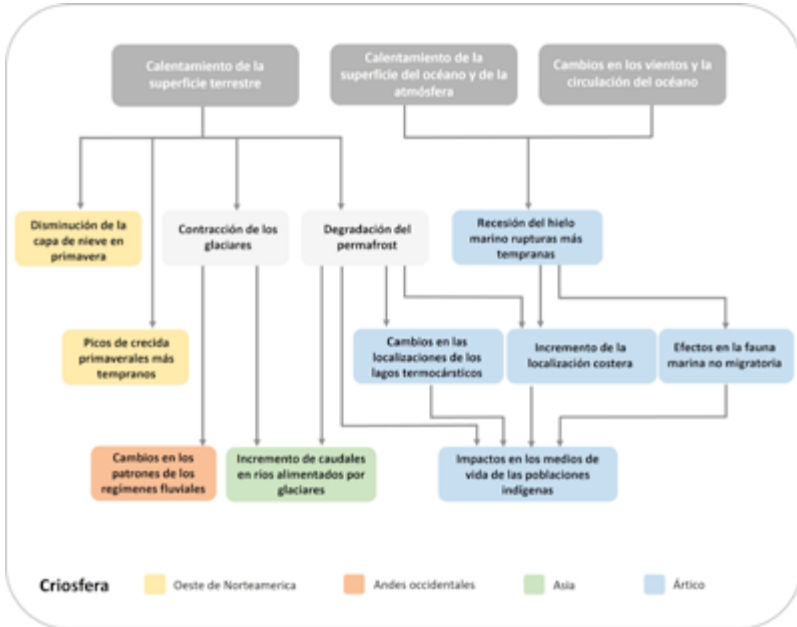 Calentamiento de la
superficie terrestre
Calentamiento de la
superficie del océano y de la
atmósfera
Cambios en los vientos y la
circulación del océano
Disminución de la
capa de nieve en
primavera
Contracción de los
glaciares
Degradación del
permafrost
Recesión del hielo
marino rupturas más
tempranas
Picos de crecida
primaverales más
tempranos
Cambios en las
localizaciones de los
lagos termocársticos
Incremento de la
localización costera
Efectos en la fauna
marina no migratoria
Cambios en los
patrones de los
regímenes fluviales
Incremento de caudales
en ríos alimentados por
glaciares
Impactos en los medios de
vida de las poblaciones
indígenas
Criosfera
Oeste de Norteamerica
Andes occidentales
Asia
Ártico